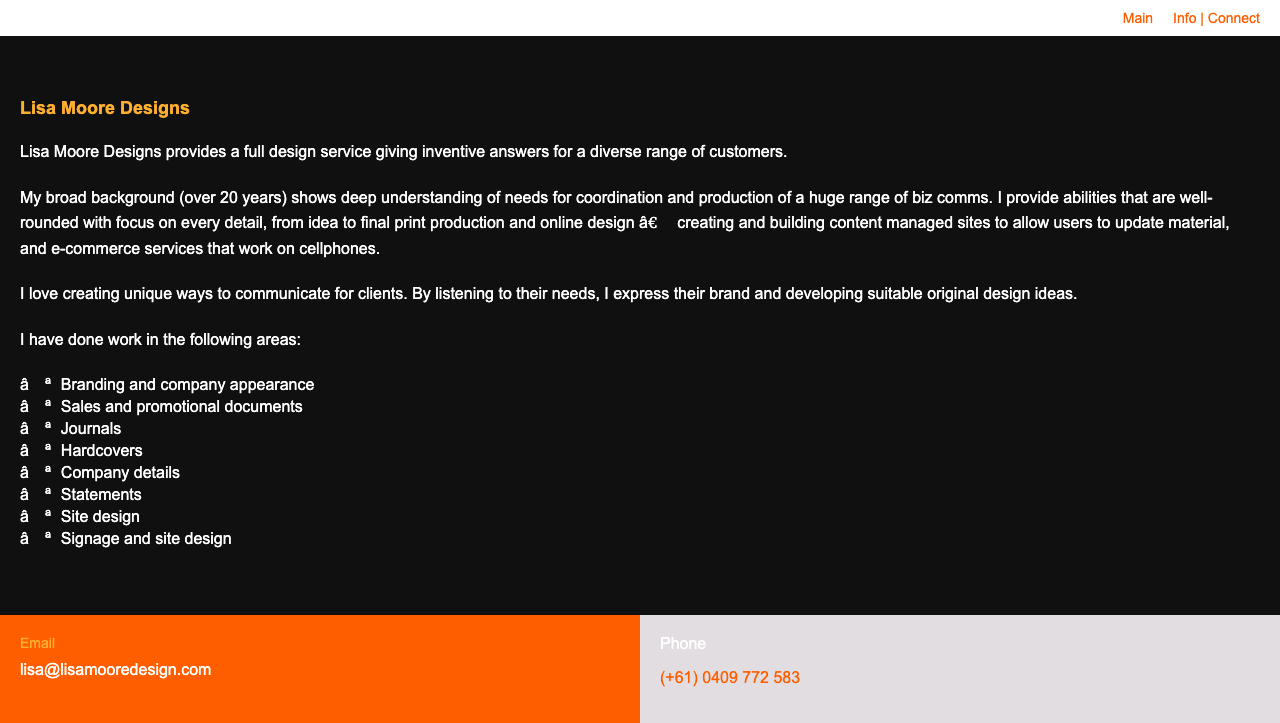 Main Info | Connect
Lisa Moore Designs
Lisa Moore Designs provides a full design service giving inventive answers for a diverse range of customers.
My broad background (over 20 years) shows deep understanding of needs for coordination and production of a huge range of biz comms. I provide abilities that are well-
rounded with focus on every detail, from idea to final print production and online design â€ creating and building content managed sites to allow users to update material,
and e-commerce services that work on cellphones.
I love creating unique ways to communicate for clients. By listening to their needs, I express their brand and developing suitable original design ideas.
I have done work in the following areas:
â ª Branding and company appearance
â ª Sales and promotional documents
â ª Journals
â ª Hardcovers
â ª Company details
â ª Statements
â ª Site design
â ª Signage and site design
Email
lisa@lisamooredesign.com
Phone
(+61) 0409 772 583